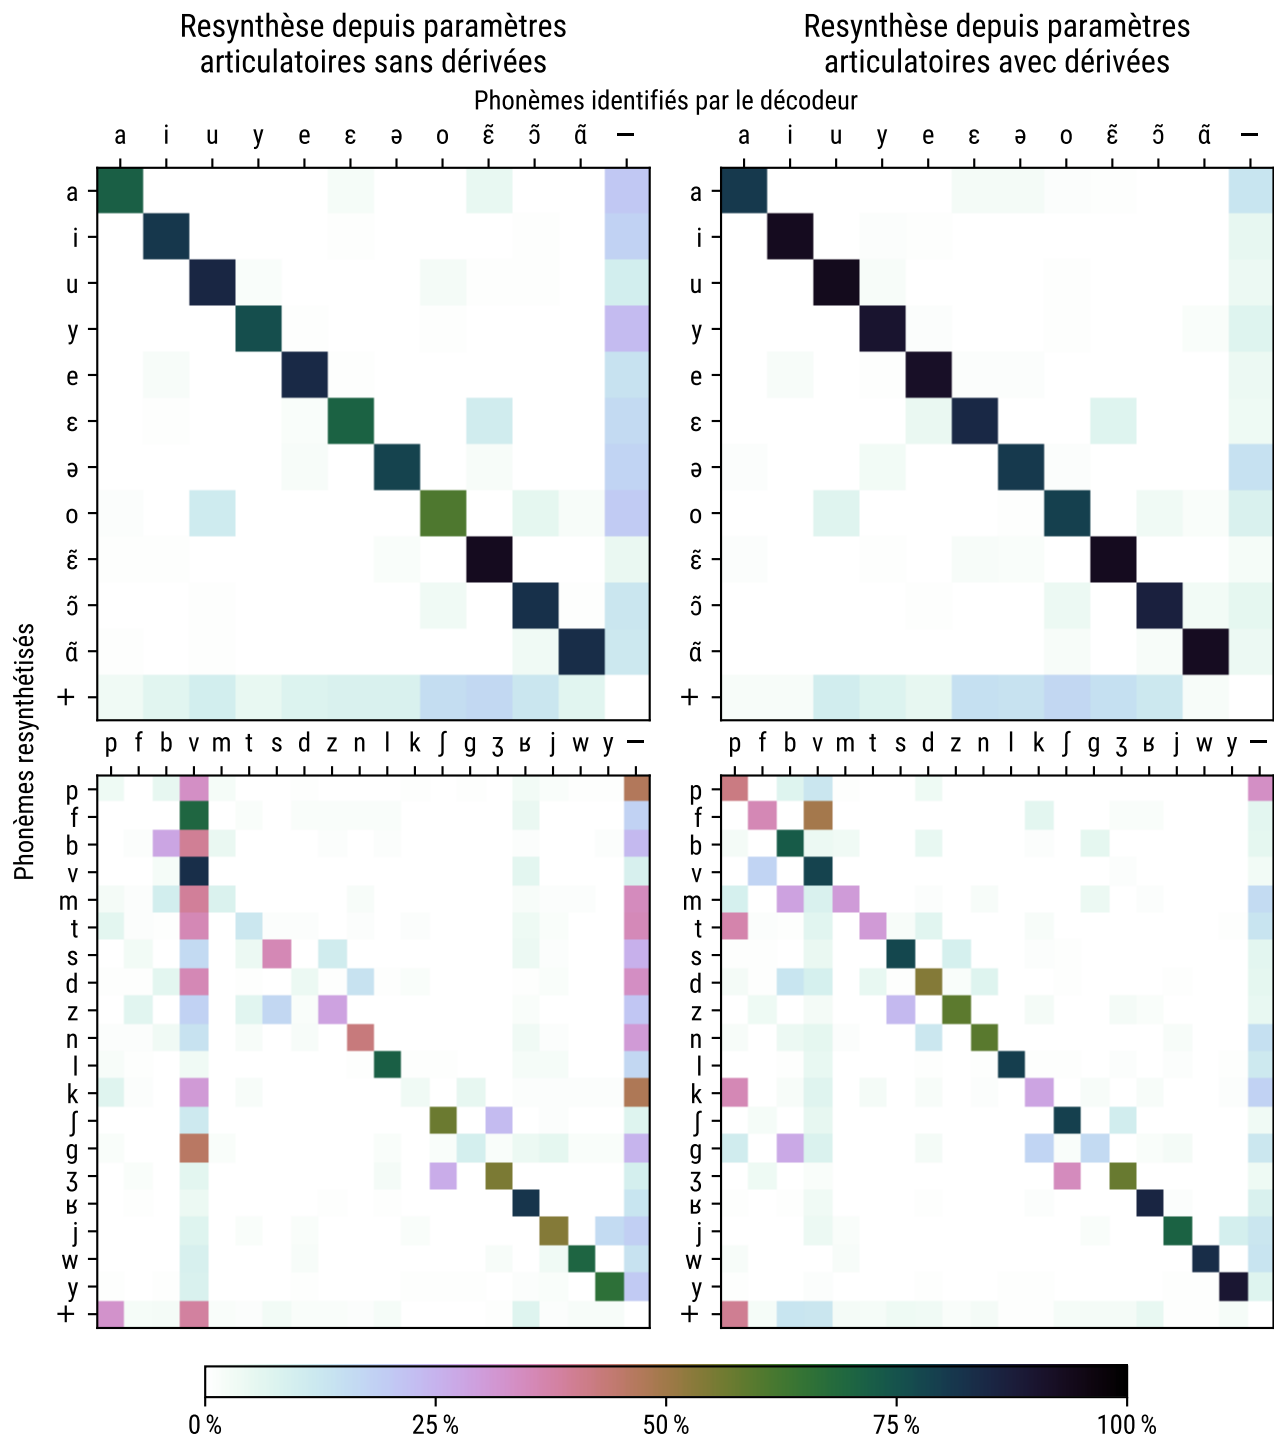 Resynthèse depuis paramètres
articulatoires sans dérivées
Resynthèse depuis paramètres
articulatoires avec dérivées
Phonèmes identifiés par le décodeur
a i u y e ɛ ə o ɛ̃ ɔ̃ ɑ̃ –
a i u y e ɛ ə o ɛ̃ ɔ̃ ɑ̃ –
a
i
u
y
e
ɛ
ə
o
ɛ̃
ɔ̃
ɑ̃
+
a
i
u
y
e
ɛ
ə
o
ɛ̃
ɔ̃
ɑ̃
+
Phonèmes resynthétisés
p f b v m t s d z n l k ʃ g ʒ ʁ j w y –
p f b v m t s d z n l k ʃ g ʒ ʁ j w y –
p
f
b
v
m
t
s
d
z
n
l
k
ʃ
g
ʒ
ʁ
j
w
y
+
p
f
b
v
m
t
s
d
z
n
l
k
ʃ
g
ʒ
ʁ
j
w
y
+
0 % 25 % 50 % 75 % 100 %